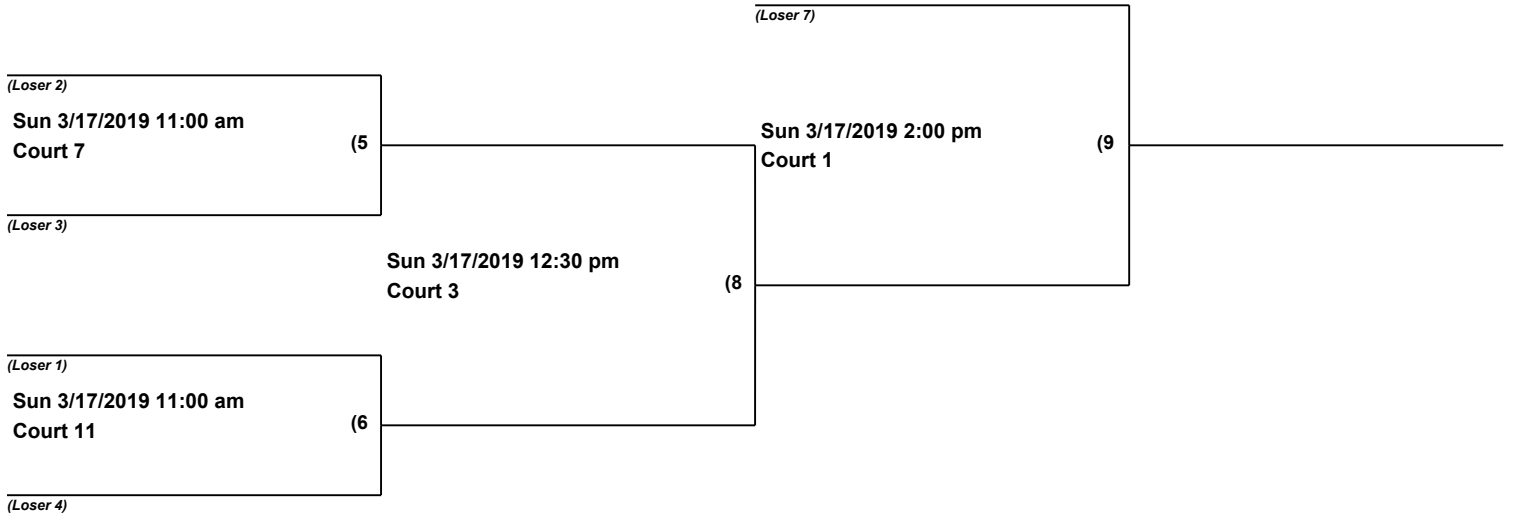 (Loser 7)
(Loser 2)
Sun 3/17/2019 11:00 am
Court 7
(5
Sun 3/17/2019 2:00 pm
Court 1
(9
(Loser 3)
Sun 3/17/2019 12:30 pm
Court 3
(8
(Loser 1)
Sun 3/17/2019 11:00 am
Court 11
(6
(Loser 4)